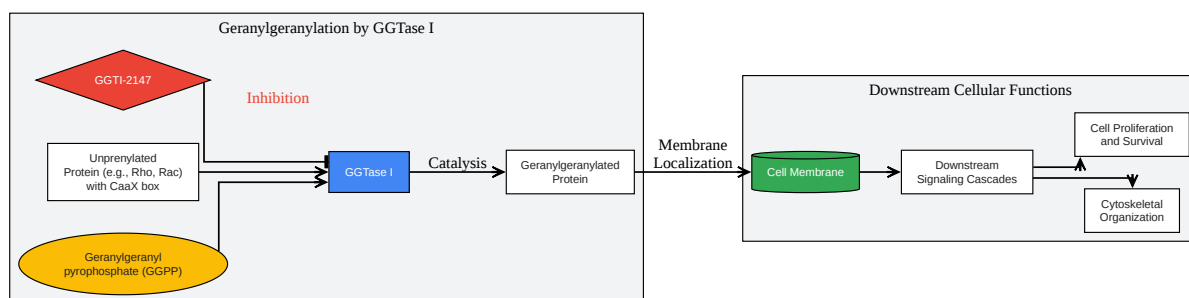 Geranylgeranylation by GGTase I
GGTI-2147
Inhibition
Unprenylated
Protein (e.g., Rho, Rac)
with CaaX box
GGTase I
Catalysis
Geranylgeranylated
Protein
Geranylgeranyl
pyrophosphate (GGPP)
Membrane
Localization
Downstream Cellular Functions
Cell Membrane
Downstream
Signaling Cascades
Cell Proliferation
and Survival
Cytoskeletal
Organization